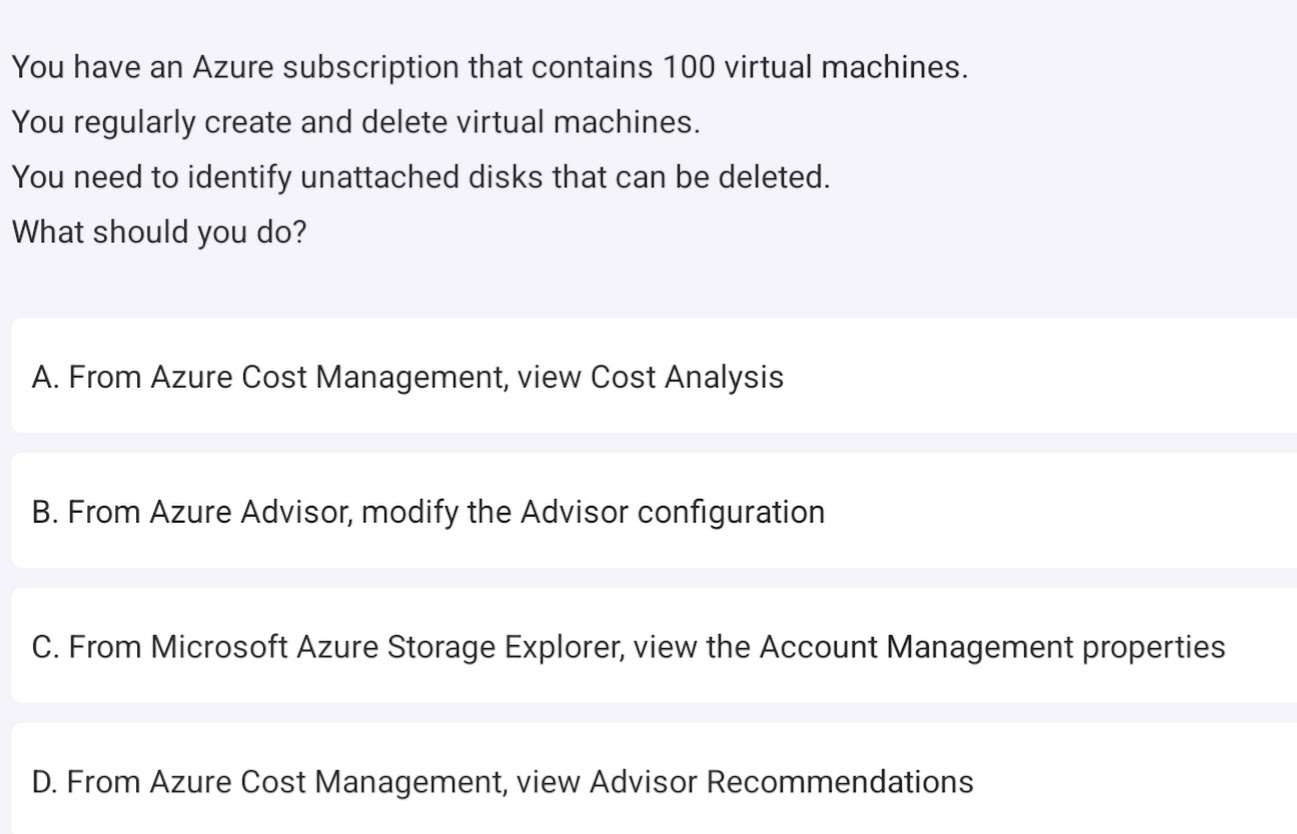 You have an Azure subscription that contains 100 virtual machines.
You regularly create and delete virtual machines.
You need to identify unattached disks that can be deleted.
What should you do?
A. From Azure Cost Management, view Cost Analysis
B. From Azure Advisor, modify the Advisor configuration
C. From Microsoft Azure Storage Explorer, view the Account Management properties
D. From Azure Cost Management, view Advisor Recommendations